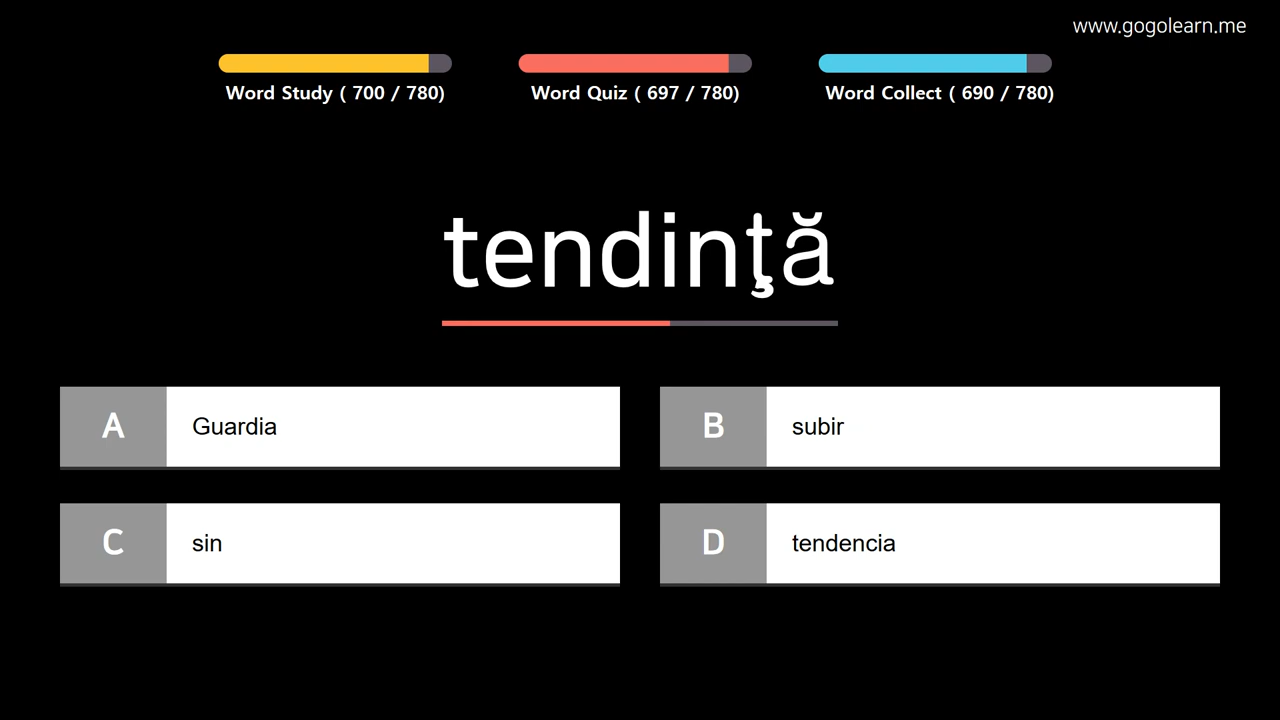 www.gogolearn.me
Word Study ( 700 / 780)
Word Quiz ( 697 / 780)
Word Collect ( 690 / 780)
tendinţă
A Guardia
B subir
C sin
D tendencia